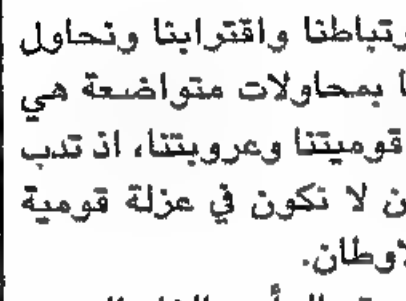 رتباطنا واقترابنا ونحاول
ا بمحاولات متواضعة هي
قوميتنا وعروبتنا، اذ تدب
ن لا نكون في عزلة قومية
لاوطان.